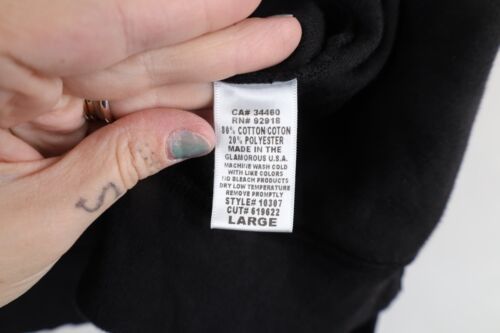 CA# 34460
RN# 92918
80% COTTON/COTON
20% POLYESTER
MADE IN THE
GLAMOROUS U.S.A.
MACHINE WASH COLD
WITH LIKE COLORS
NO BLEACH PRODUCTS
DRY LOW TEMPERATURE
REMOVE PROMPTLY
STYLE# 10307
CUT# 619622
LARGE